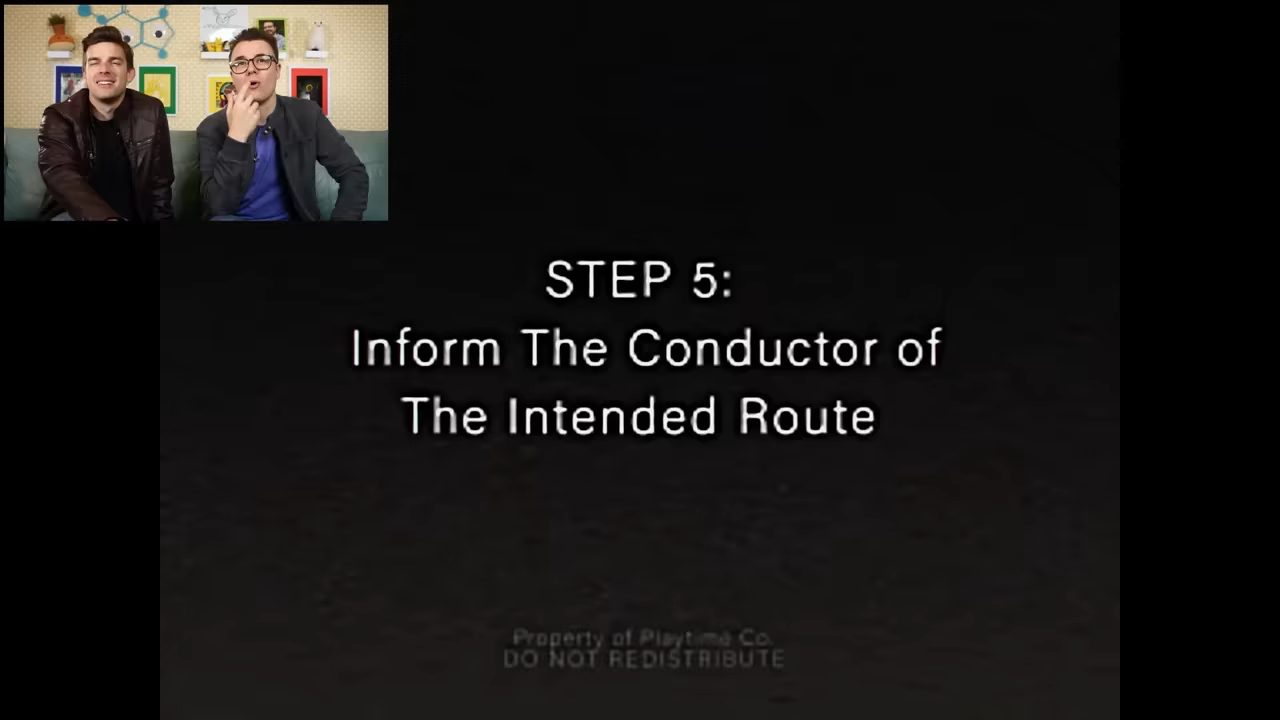 STEP 5:
Inform The Conductor of
The Intended Route
Property of Playtime Co.
DO NOT REDISTRIBUTE